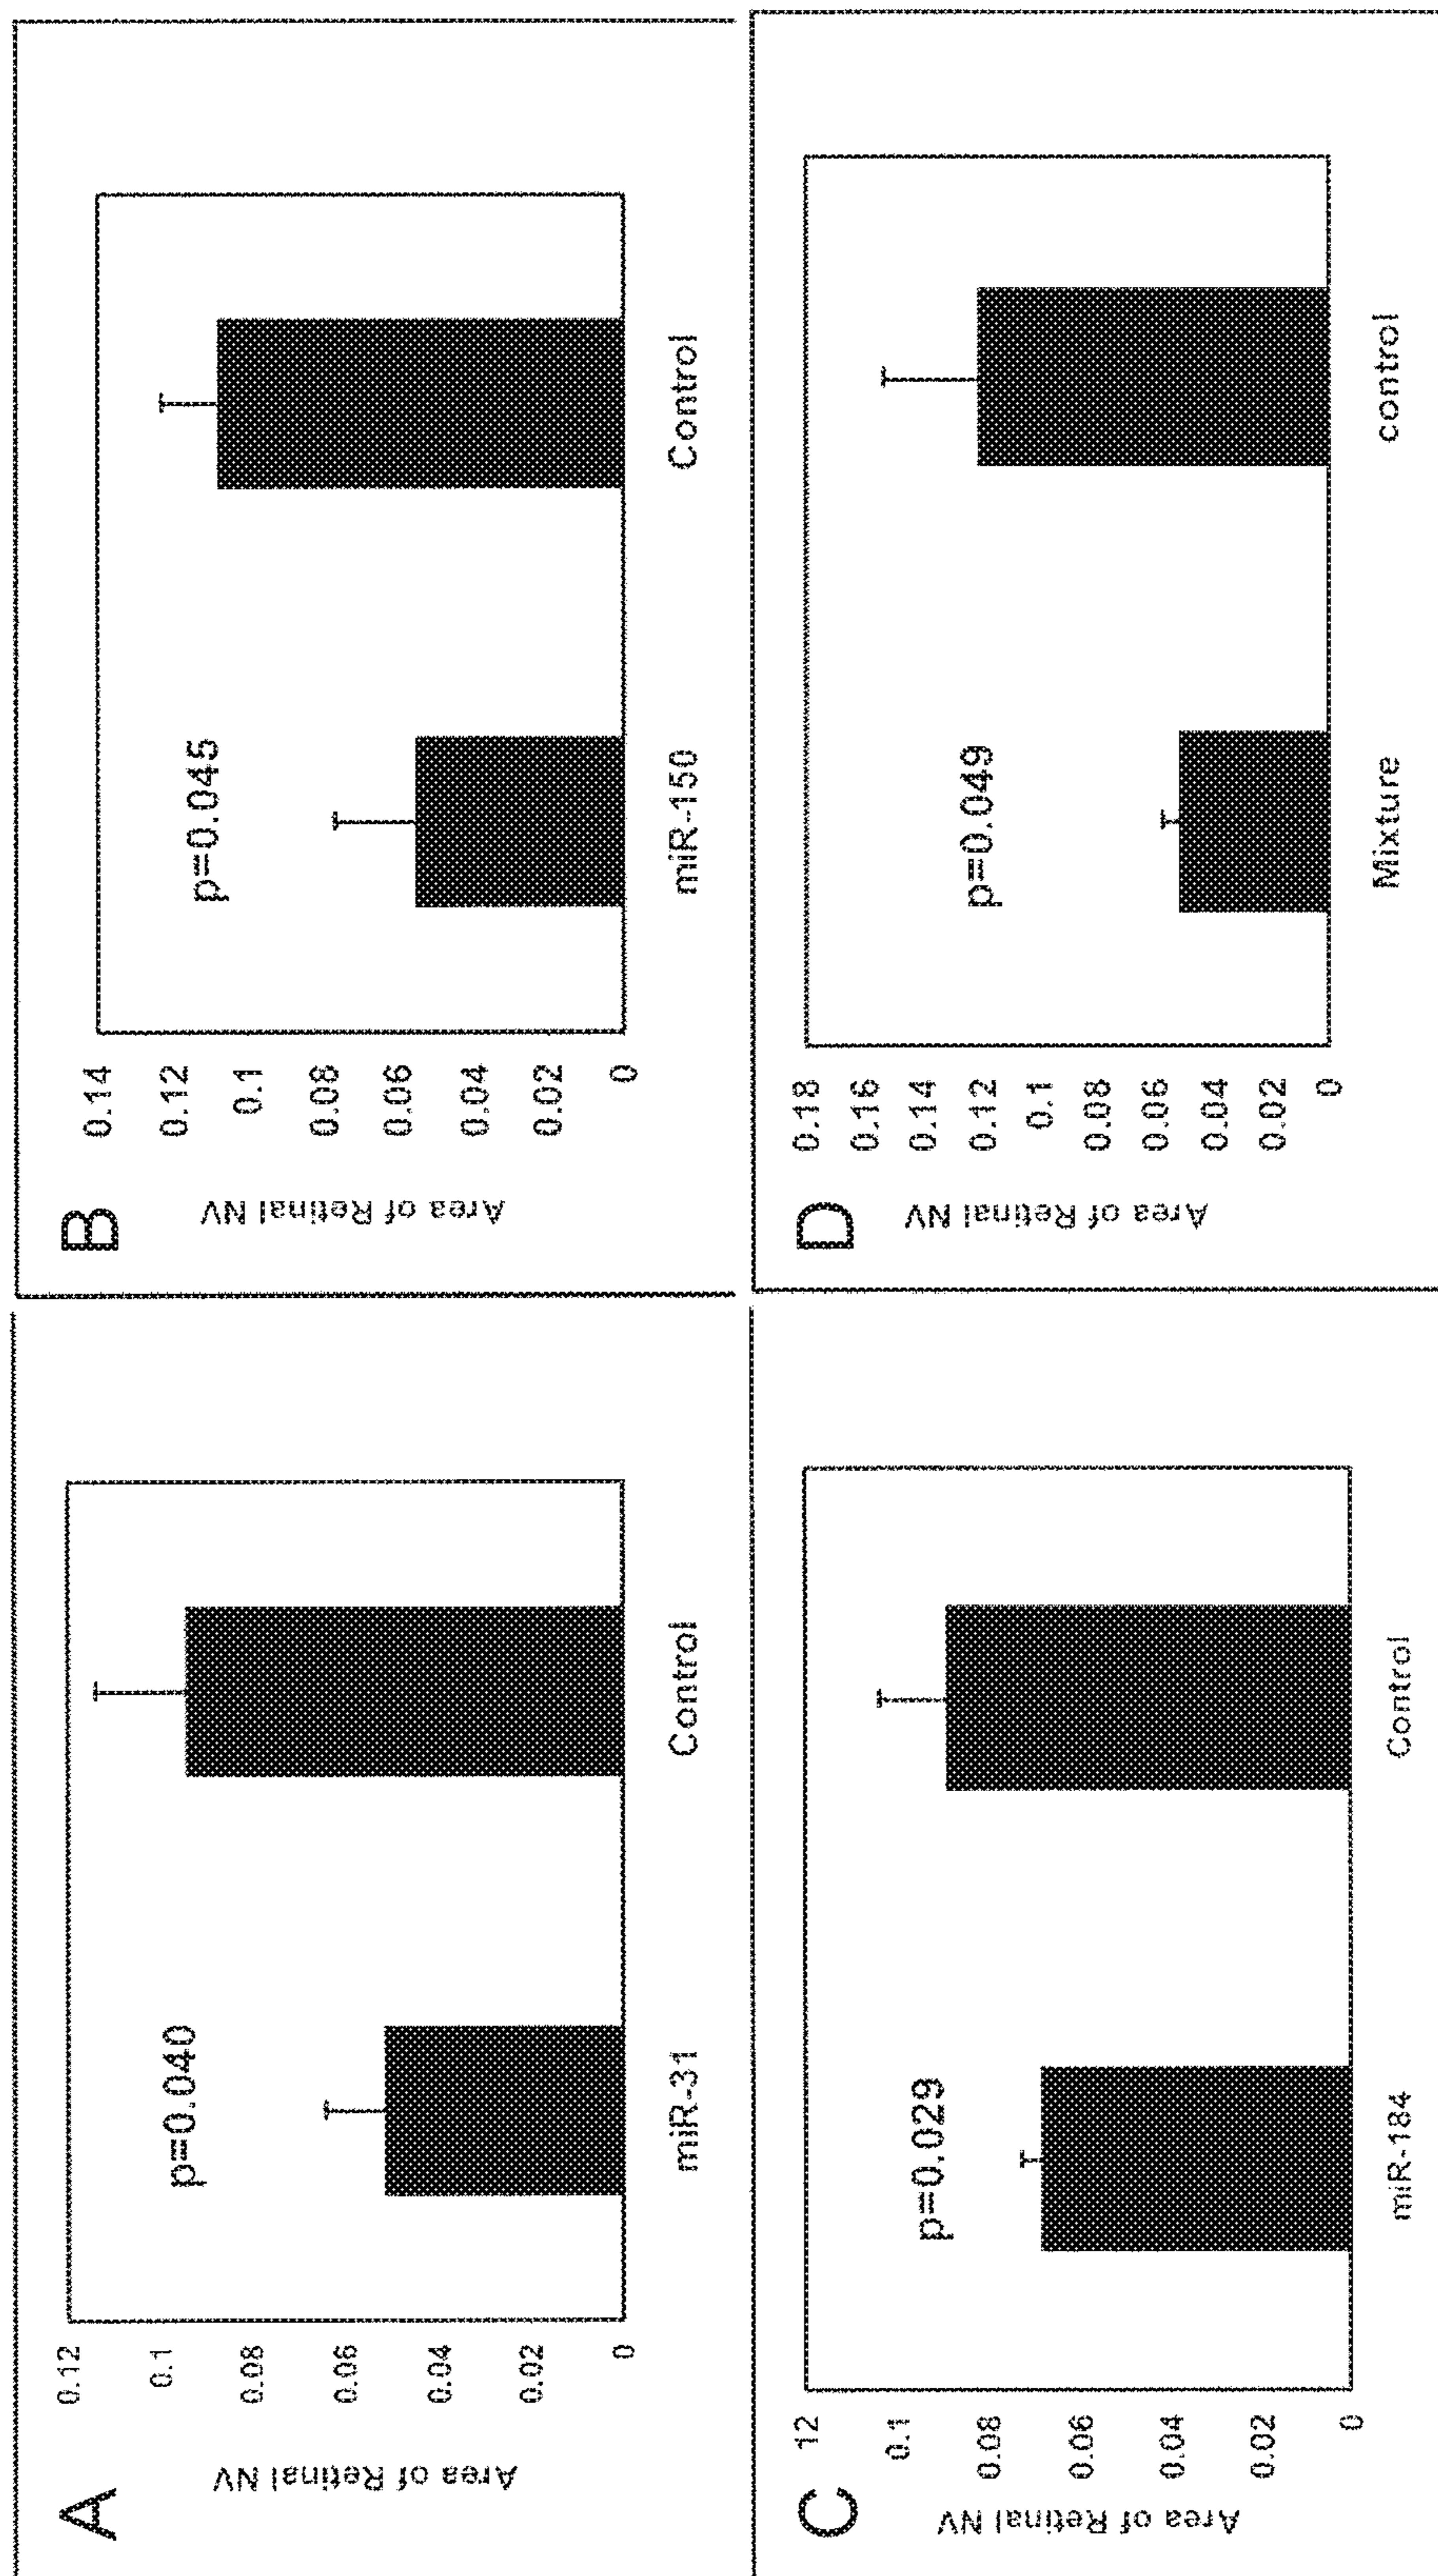 A
Area of Retinal NV
0.12
0.1
0.08
0.06
0.04
0.02
0
p=0.040
miR-31
Control
B
Area of Retinal NV
0.14
0.12
0.1
0.08
0.06
0.04
0.02
0
p=0.045
miR-150
Control
C
Area of Retinal NV
12
0.1
0.08
0.06
0.04
0.02
0
p=0.029
miR-184
Control
D
Area of Retinal NV
0.18
0.16
0.14
0.12
0.1
0.08
0.06
0.04
0.02
0
p=0.049
Mixture
control